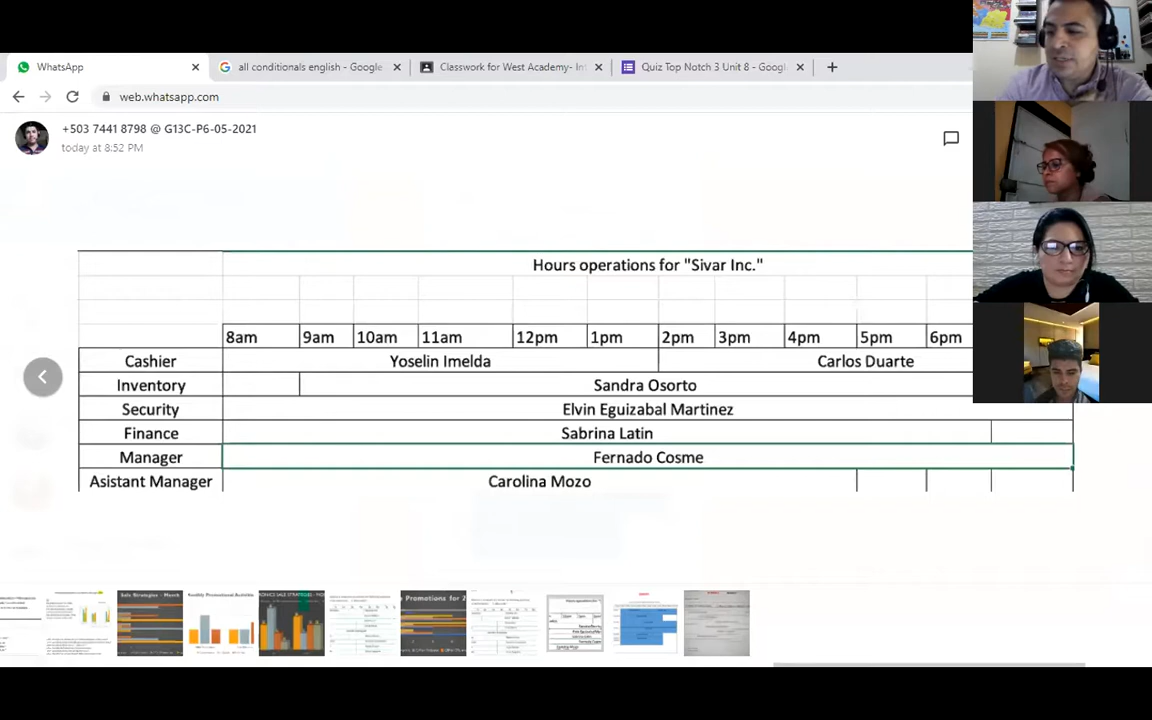 WhatsApp
all conditionals english - Google
Classwork for West Academy- Int
Quiz Top Notch 3 Unit 8 - Googl
web.whatsapp.com
+503 7441 8798 @ G13C-P6-05-2021
today at 8:52 PM
Hours operations for "Sivar Inc."
8am 9am 10am 11am 12pm 1pm 2pm 3pm 4pm 5pm 6pm
Cashier Yoselin Imelda Carlos Duarte
Inventory Sandra Osorto
Security Elvin Eguizabal Martinez
Finance Sabrina Latin
Manager Fernado Cosme
Asistant Manager Carolina Mozo